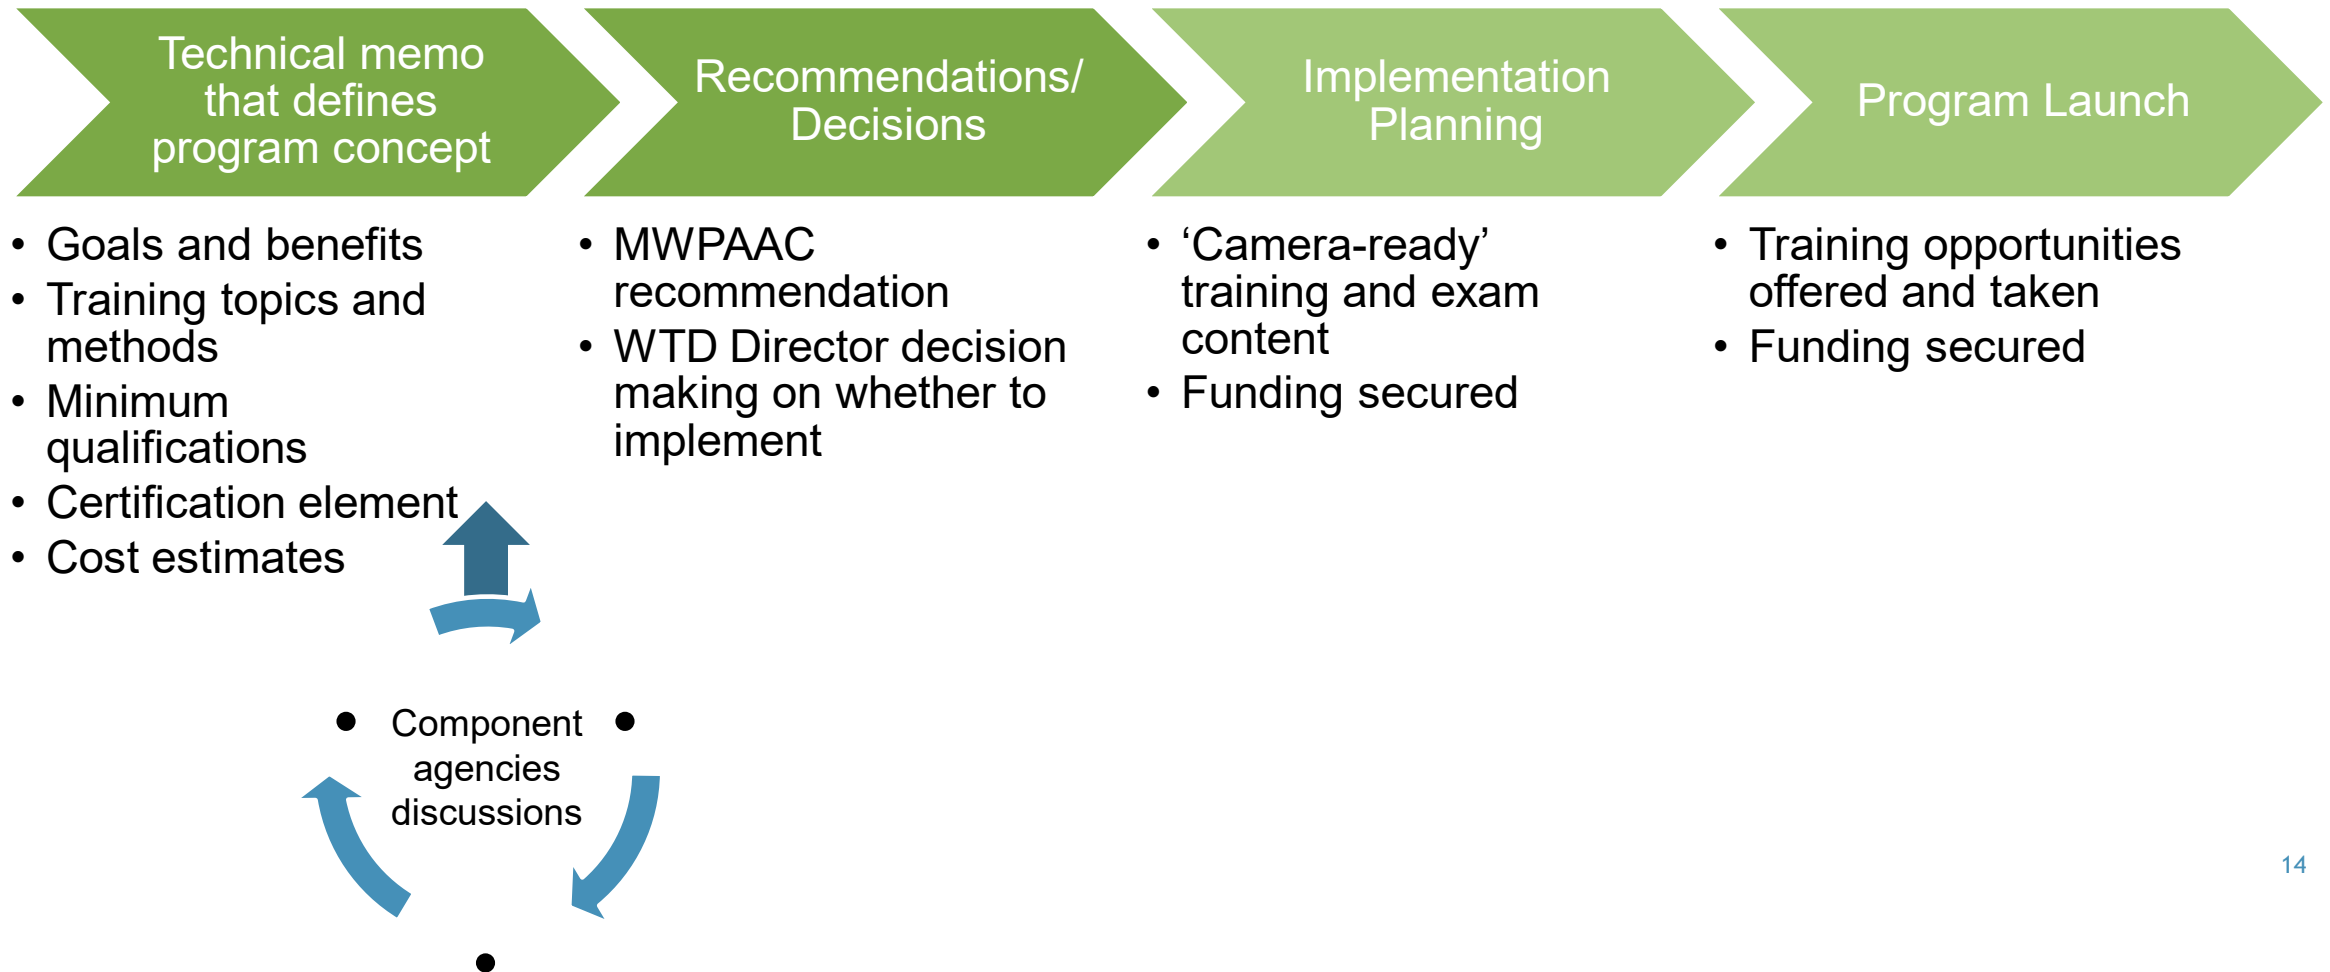 Technical memo
that defines
program concept
Recommendations/
Decisions
Implementation
Planning
Program Launch
• Goals and benefits
• Training topics and
methods
• Minimum
qualifications
• Certification element
• Cost estimates
• MWPAAC
recommendation
• WTD Director decision
making on whether to
implement
• ‘Camera-ready’
training and exam
content
• Funding secured
• Training opportunities
offered and taken
• Funding secured
Component
agencies
discussions
14